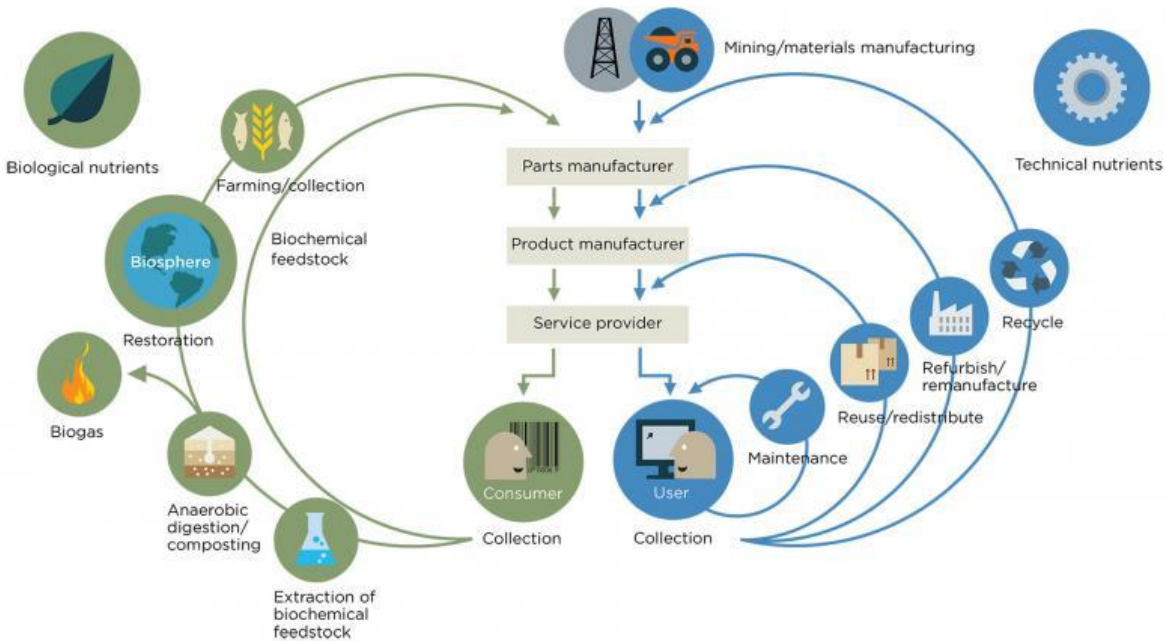 Mining/materials manufacturing
Biological nutrients
Technical nutrients
Farming/collection
Parts manufacturer
Biochemical
feedstock
Product manufacturer
Biosphere
Restoration
Service provider
Recycle
Refurbish/
remanufacture
Reuse/redistribute
Biogas
Maintenance
Consumer
User
Anaerobic
digestion/
composting
Collection
Collection
Extraction of
biochemical
feedstock